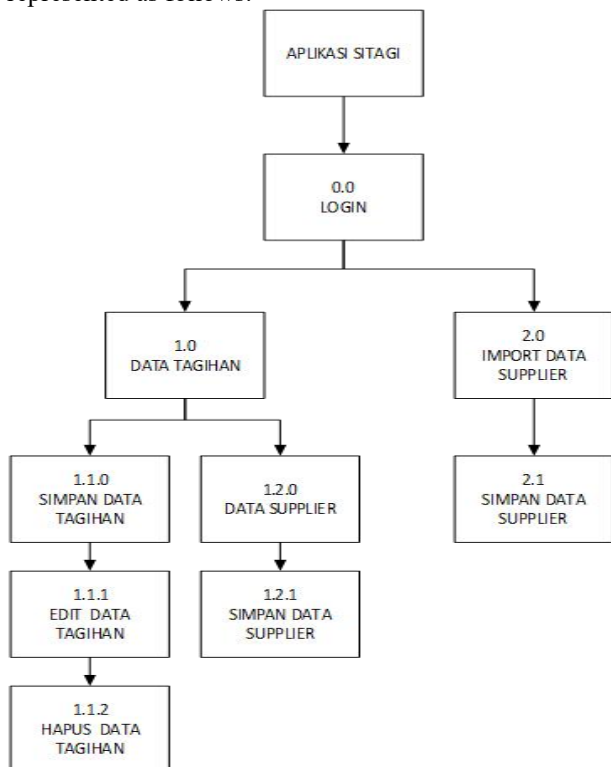 represented as follows:
APLIKASI SITAGI
0.0
LOGIN
1.0
DATA TAGIHAN
2.0
IMPORT DATA
SUPPLIER
1.1.0
SIMPAN DATA
TAGIHAN
1.2.0
DATA SUPPLIER
2.1
SIMPAN DATA
SUPPLIER
1.1.1
EDIT DATA
TAGIHAN
1.2.1
SIMPAN DATA
SUPPLIER
1.1.2
HAPUS DATA
TAGIHAN